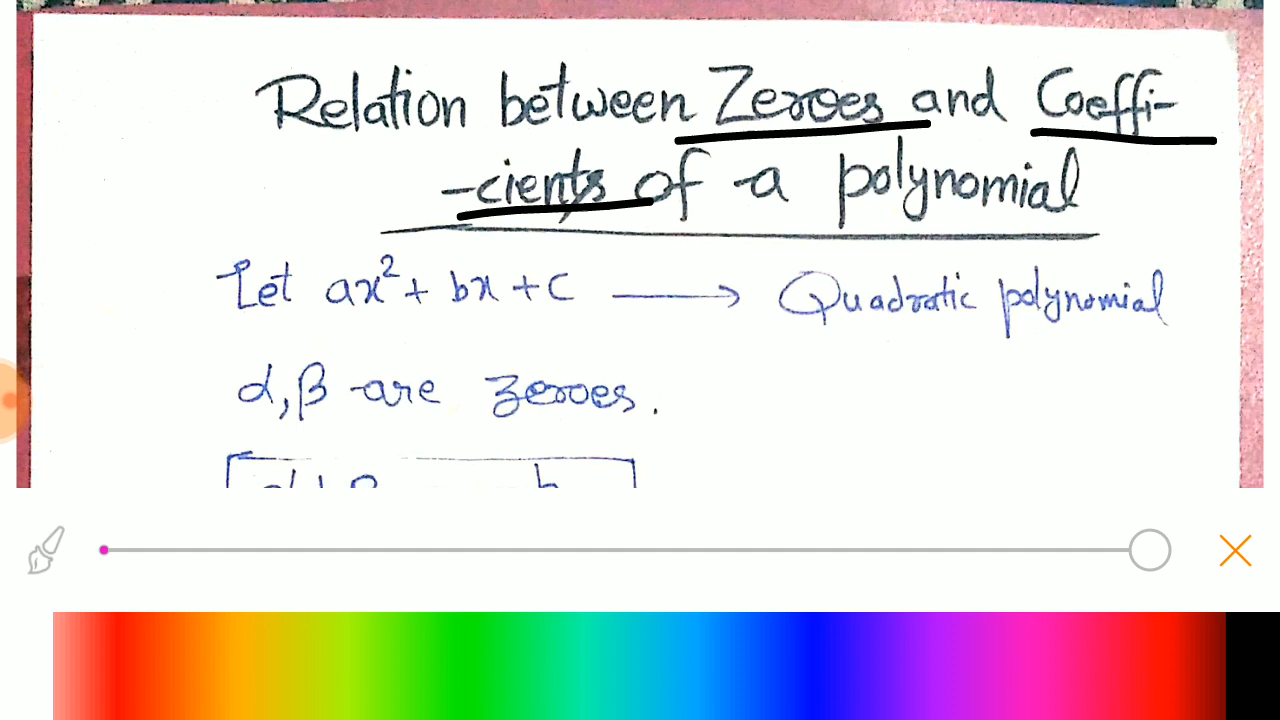 Relation between Zeroes and Coeffi-
-cients of a polynomial
Let ax² + bx + c ⟶ Quadratic polynomial
α, β are zeroes.